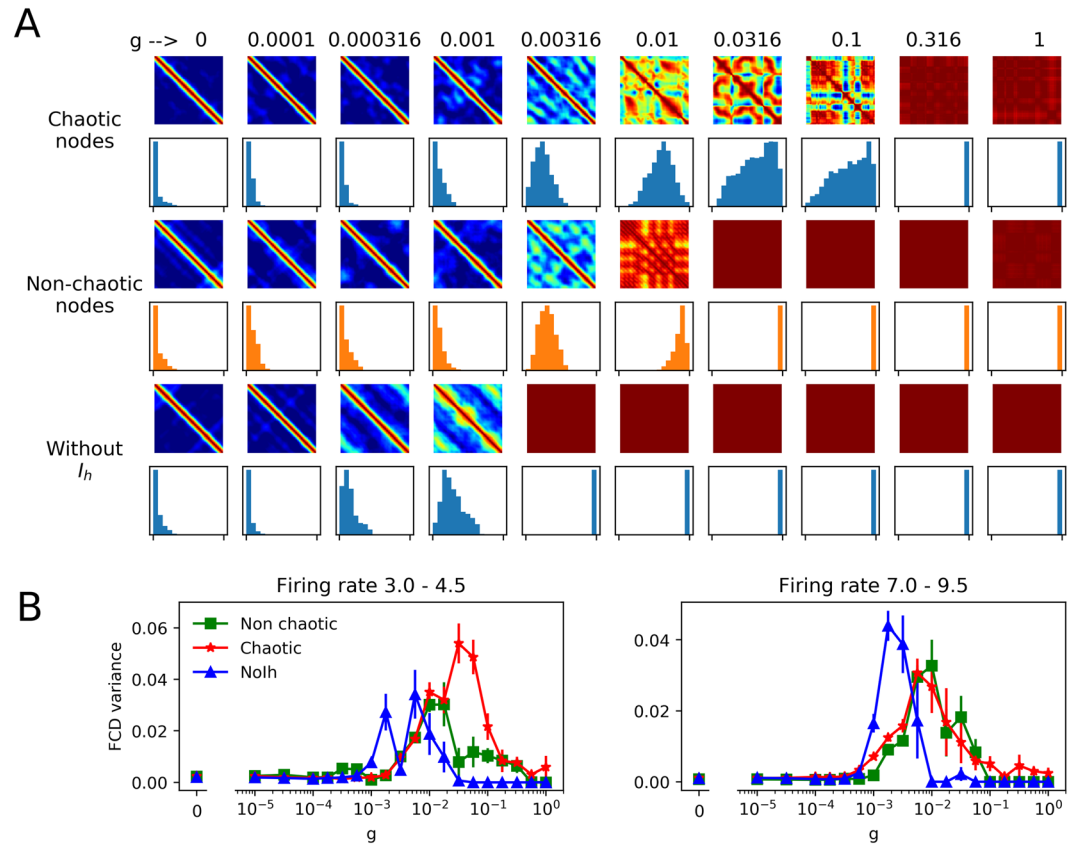 A
g --> 0 0.0001 0.000316 0.001 0.00316 0.01 0.0316 0.1 0.316 1
Chaotic
nodes
Non-chaotic
nodes
Without
I_h
B
Firing rate 3.0 - 4.5
Firing rate 7.0 - 9.5
Non chaotic
Chaotic
NoIh
FCD variance
0.06
0.04
0.02
0.00
0 10⁻⁵ 10⁻⁴ 10⁻³ 10⁻² 10⁻¹ 10⁰
g
0.04
0.02
0.00
0 10⁻⁵ 10⁻⁴ 10⁻³ 10⁻² 10⁻¹ 10⁰
g